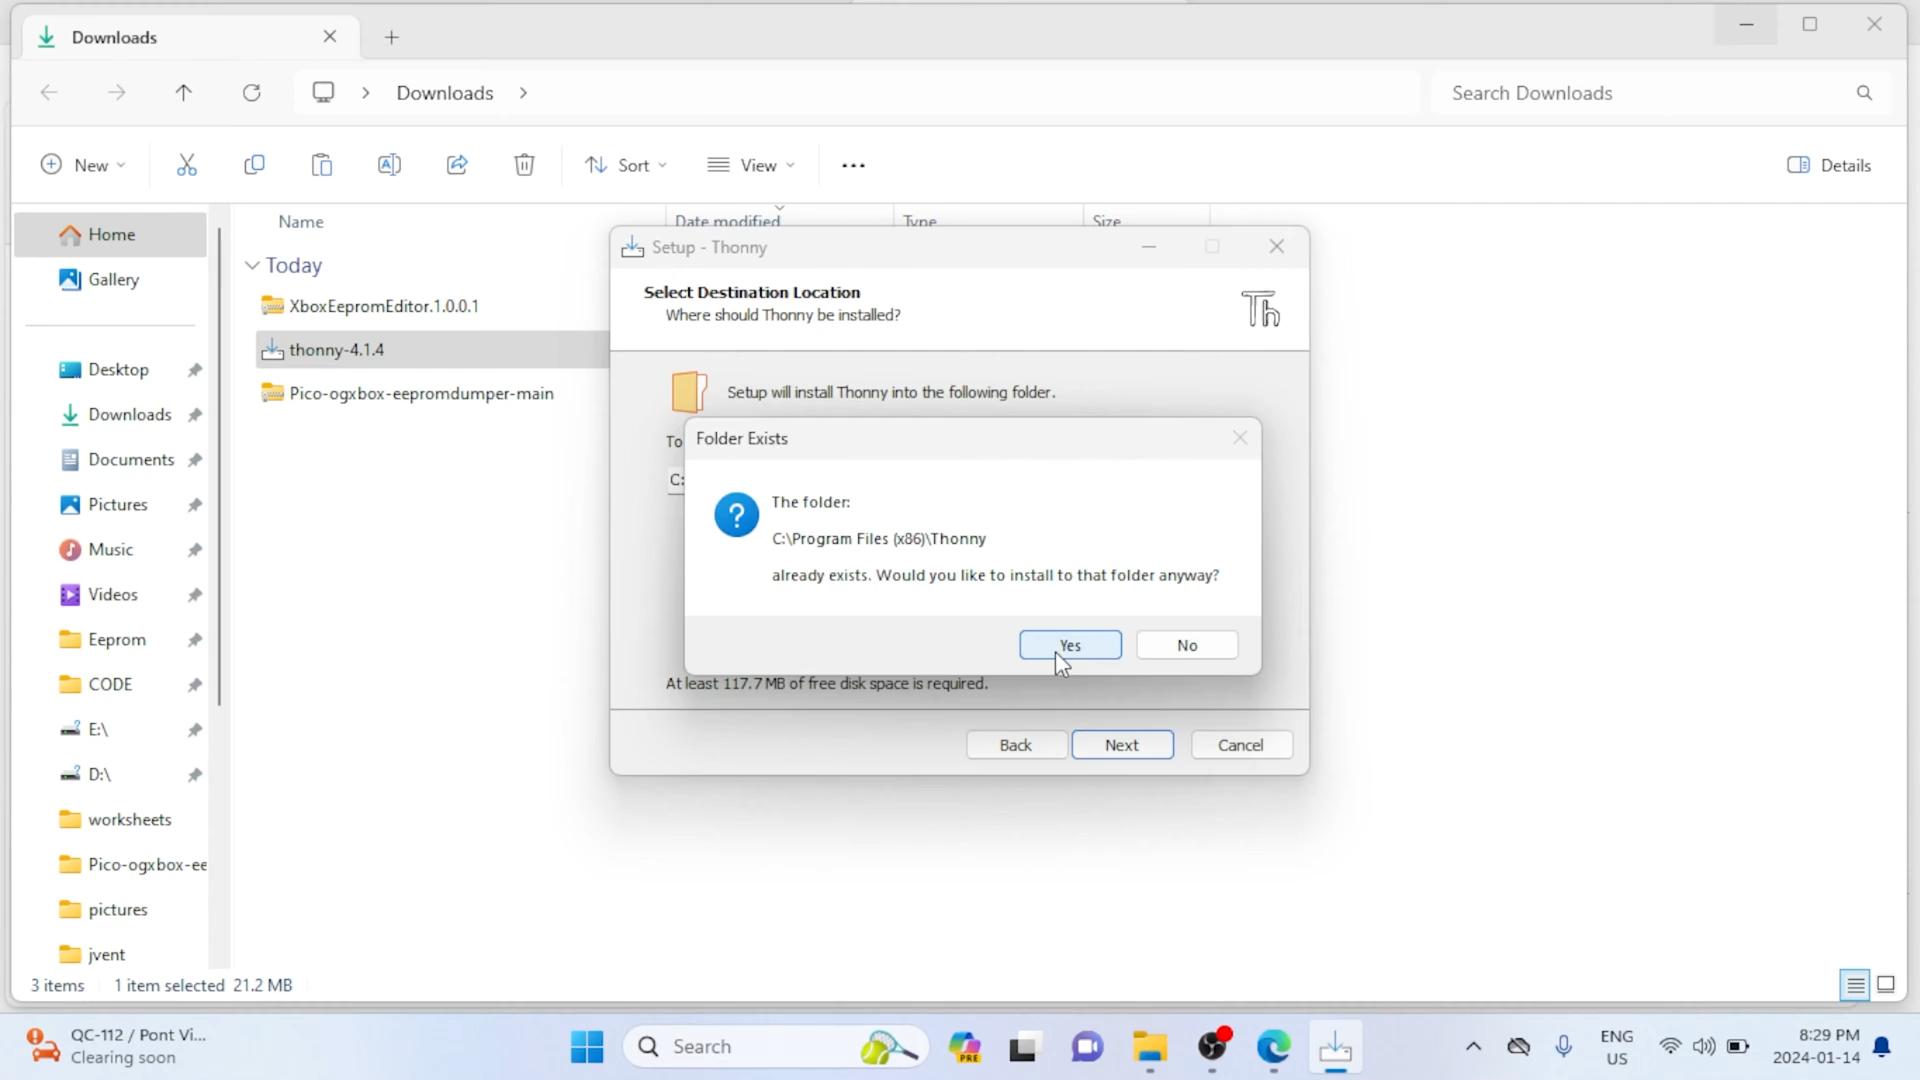 Downloads
Downloads
Search Downloads
New
Sort
View
Details
Home
Gallery
Desktop
Downloads
Documents
Pictures
Music
Videos
Eeprom
CODE
E:\
D:\
worksheets
Pico-ogxbox-ee
pictures
jvent
Name
Date modified
Type
Size
Today
XboxEepromEditor.1.0.0.1
thonny-4.1.4
Pico-ogxbox-eepromdumper-main
Setup - Thonny
Select Destination Location
Where should Thonny be installed?
Th
Setup will install Thonny into the following folder.
To
C:
Folder Exists
?
The folder:
C:\Program Files (x86)\Thonny
already exists. Would you like to install to that folder anyway?
Yes
No
At least 117.7 MB of free disk space is required.
Back
Next
Cancel
3 items
1 item selected 21.2 MB
QC-112 / Pont Vi...
Clearing soon
Search
PRE
ENG
US
8:29 PM
2024-01-14